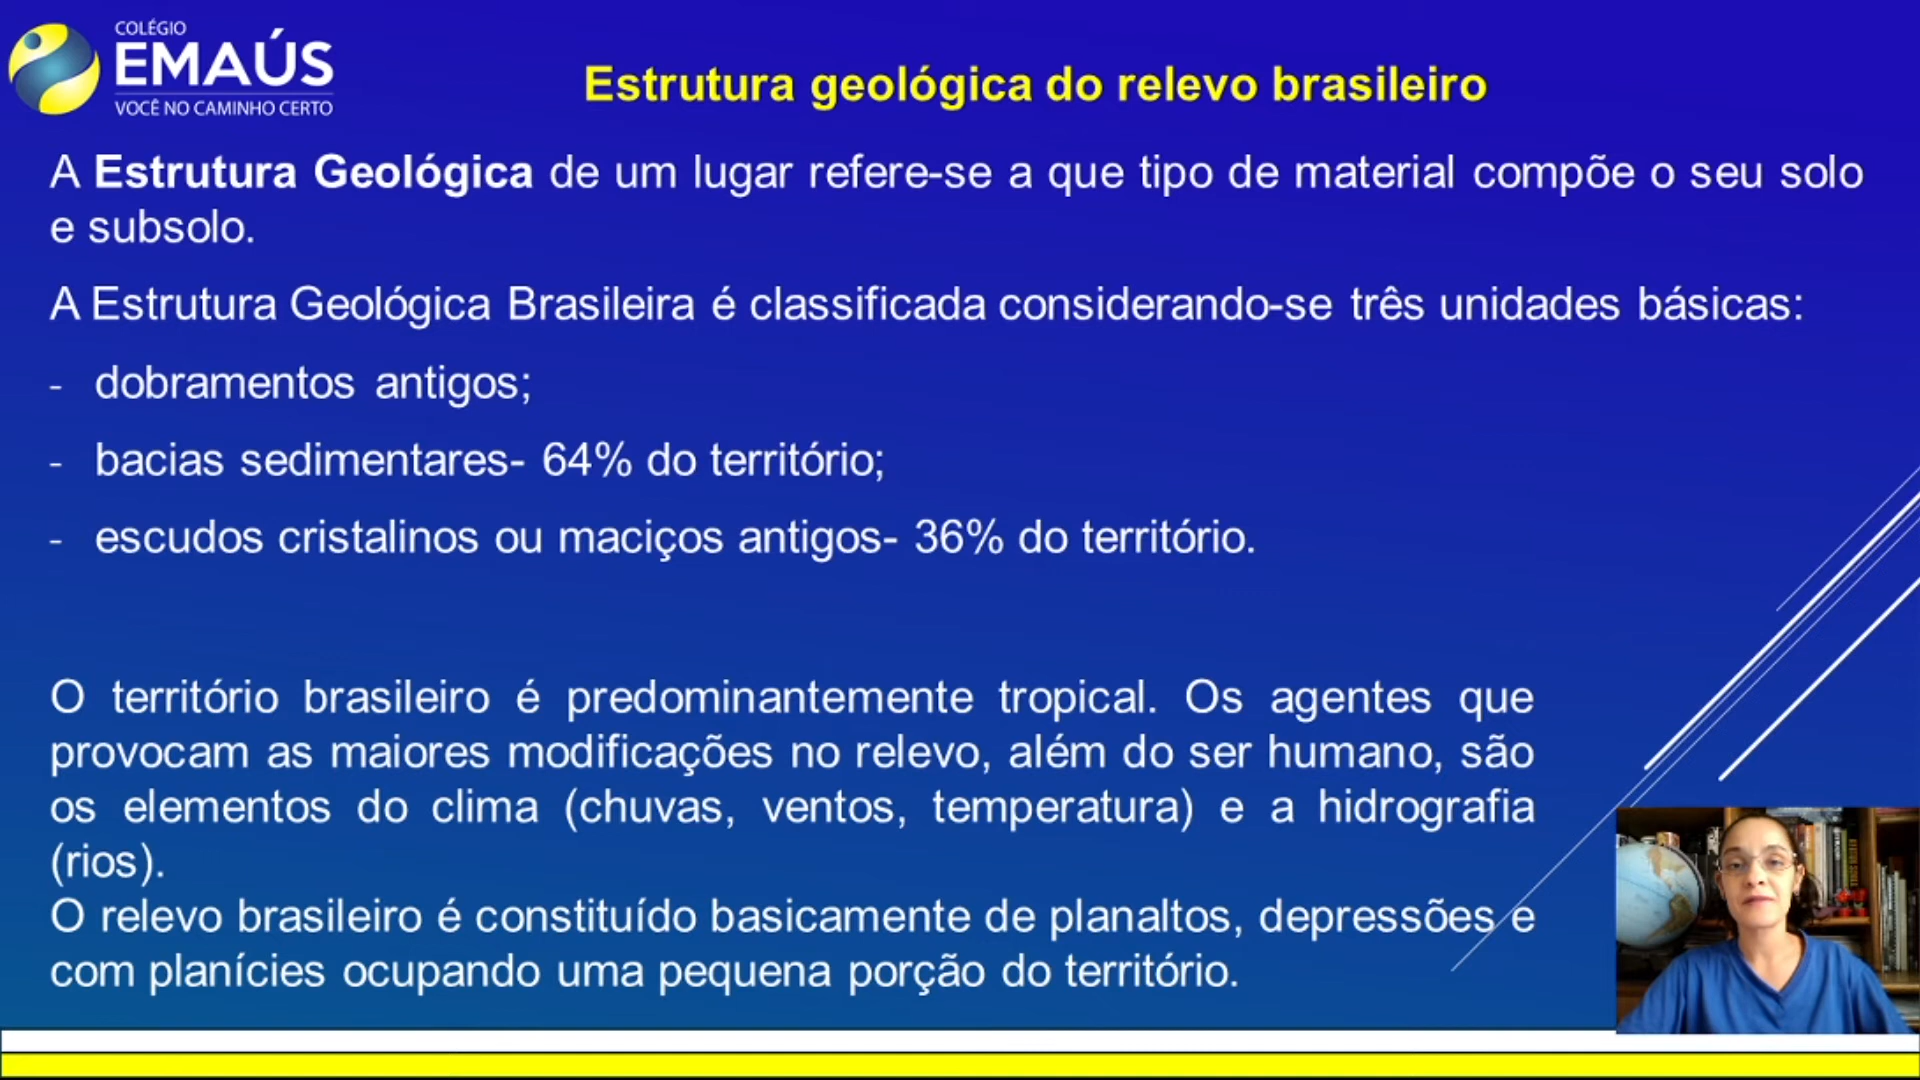 COLÉGIO
EMAÚS
VOCÊ NO CAMINHO CERTO
Estrutura geológica do relevo brasileiro
A Estrutura Geológica de um lugar refere-se a que tipo de material compõe o seu solo
e subsolo.
A Estrutura Geológica Brasileira é classificada considerando-se três unidades básicas:
- dobramentos antigos;
- bacias sedimentares- 64% do território;
- escudos cristalinos ou maciços antigos- 36% do território.
O território brasileiro é predominantemente tropical. Os agentes que
provocam as maiores modificações no relevo, além do ser humano, são
os elementos do clima (chuvas, ventos, temperatura) e a hidrografia
(rios).
O relevo brasileiro é constituído basicamente de planaltos, depressões e
com planícies ocupando uma pequena porção do território.